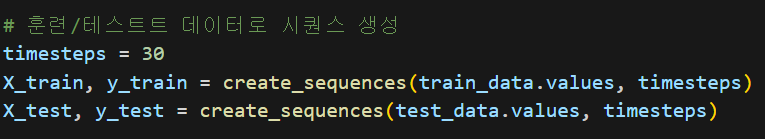 # 훈련/테스트트 데이터로 시퀀스 생성
timesteps = 30
X_train, y_train = create_sequences(train_data.values, timesteps)
X_test, y_test = create_sequences(test_data.values, timesteps)